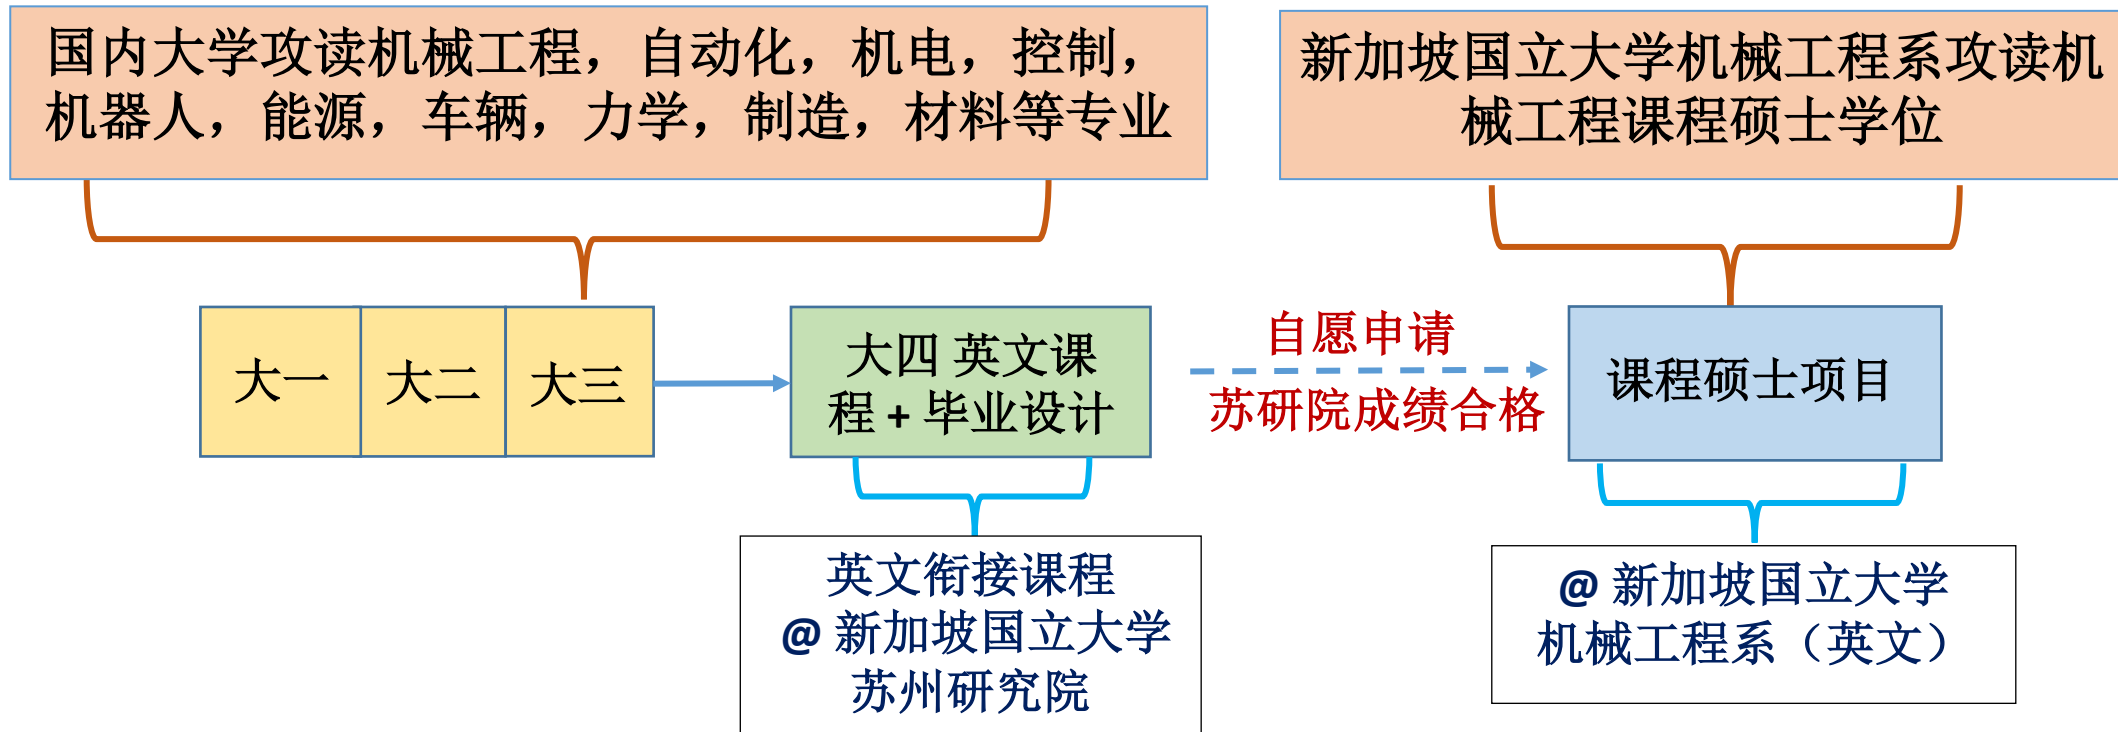 国内大学攻读机械工程，自动化，机电，控制，
机器人，能源，车辆，力学，制造，材料等专业
新加坡国立大学机械工程系攻读机
械工程课程硕士学位
大一
大二
大三
大四 英文课
程 + 毕业设计
自愿申请
苏研院成绩合格
课程硕士项目
英文衔接课程
@ 新加坡国立大学
苏州研究院
@ 新加坡国立大学
机械工程系（英文）